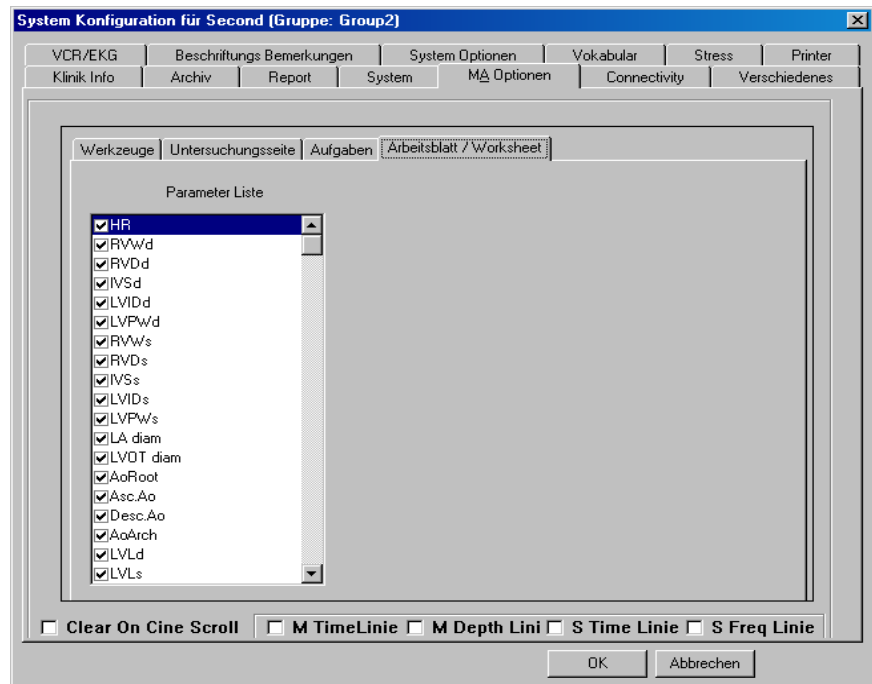 System Konfiguration für Second (Gruppe: Group2)
VCR/EKG Beschriftungs Bemerkungen System Optionen Vokabular Stress Printer
Klinik Info Archiv Report System MA Optionen Connectivity Verschiedenes
Werkzeuge Untersuchungsseite Aufgaben Arbeitsblatt / Worksheet
Parameter Liste
HR
RVWd
RVDd
IVSd
LVIDd
LVPWd
RVWs
RVDs
IVSs
LVIDs
LVPWs
LA diam
LVOT diam
AoRoot
Asc.Ao
Desc.Ao
AoArch
LVLd
LVLs
Clear On Cine Scroll M TimeLinie M Depth Lini S Time Linie S Freq Linie
OK Abbrechen